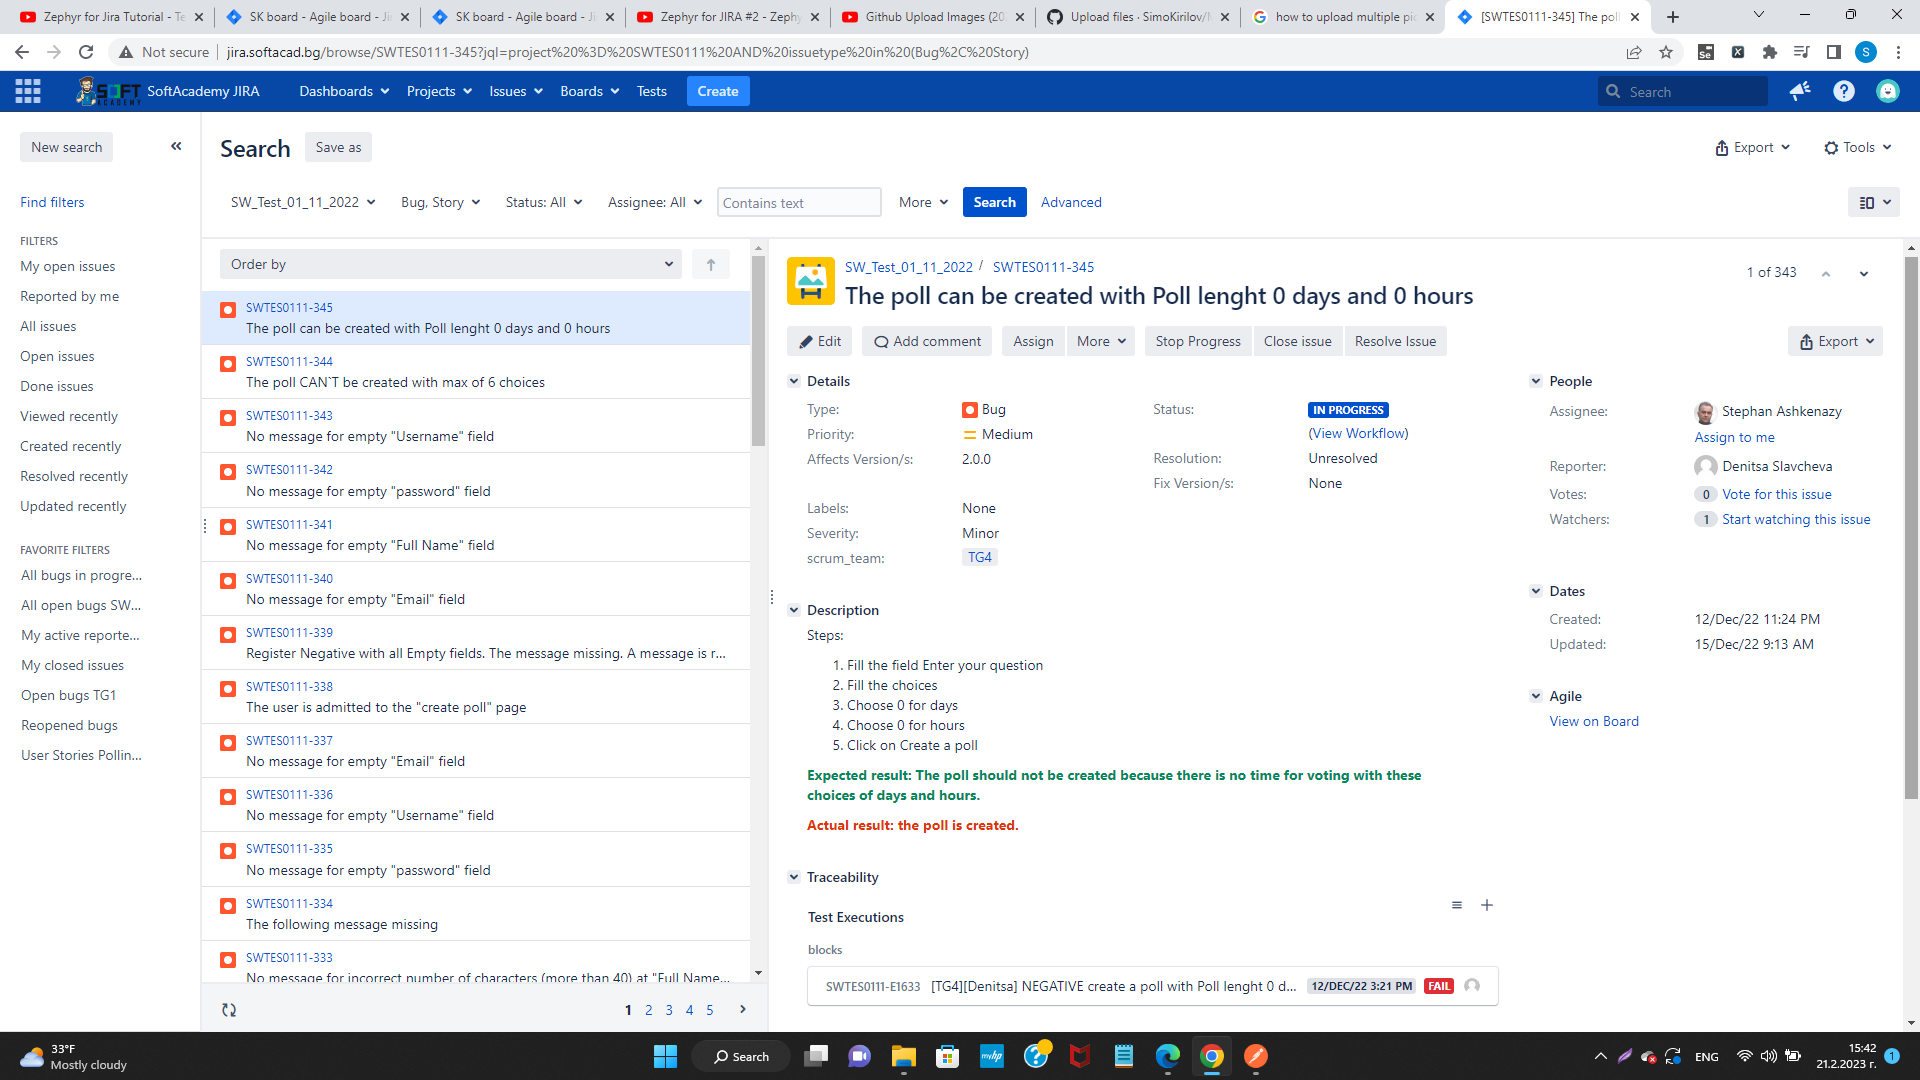 Zephyr for Jira Tutorial - Te
SK board - Agile board - Ji
SK board - Agile board - Ji
Zephyr for JIRA #2 - Zephy
Github Upload Images (20
Upload files · SimoKirilov/
how to upload multiple pi
[SWTES0111-345] The poll
Not secure
jira.softacad.bg/browse/SWTES0111-345?jql=project%20%3D%20SWTES0111%20AND%20issuetype%20in%20(Bug%2C%20Story)
S
SOFT
ACADEMY
SoftAcademy JIRA
Dashboards
Projects
Issues
Boards
Tests
Create
Search
New search
Search
Save as
Export
Tools
Find filters
SW_Test_01_11_2022
Bug, Story
Status: All
Assignee: All
Contains text
More
Search
Advanced
FILTERS
My open issues
Reported by me
All issues
Open issues
Done issues
Viewed recently
Created recently
Resolved recently
Updated recently
FAVORITE FILTERS
All bugs in progre...
All open bugs SW...
My active reporte...
My closed issues
Open bugs TG1
Reopened bugs
User Stories Pollin...
Order by
SWTES0111-345
The poll can be created with Poll lenght 0 days and 0 hours
SWTES0111-344
The poll CAN`T be created with max of 6 choices
SWTES0111-343
No message for empty "Username" field
SWTES0111-342
No message for empty "password" field
SWTES0111-341
No message for empty "Full Name" field
SWTES0111-340
No message for empty "Email" field
SWTES0111-339
Register Negative with all Empty fields. The message missing. A message is r...
SWTES0111-338
The user is admitted to the "create poll" page
SWTES0111-337
No message for empty "Email" field
SWTES0111-336
No message for empty "Username" field
SWTES0111-335
No message for empty "password" field
SWTES0111-334
The following message missing
SWTES0111-333
No message for incorrect number of characters (more than 40) at "Full Name...
1 2 3 4 5
SW_Test_01_11_2022 / SWTES0111-345
1 of 343
The poll can be created with Poll lenght 0 days and 0 hours
Edit
Add comment
Assign
More
Stop Progress
Close issue
Resolve Issue
Export
Details
Type: Bug
Priority: Medium
Affects Version/s: 2.0.0
Labels: None
Severity: Minor
scrum_team: TG4
Status: IN PROGRESS
(View Workflow)
Resolution: Unresolved
Fix Version/s: None
Description
Steps:
1. Fill the field Enter your question
2. Fill the choices
3. Choose 0 for days
4. Choose 0 for hours
5. Click on Create a poll
Expected result: The poll should not be created because there is no time for voting with these
choices of days and hours.
Actual result: the poll is created.
Traceability
Test Executions
blocks
SWTES0111-E1633 [TG4][Denitsa] NEGATIVE create a poll with Poll lenght 0 d... 12/DEC/22 3:21 PM FAIL
People
Assignee: Stephan Ashkenazy
Assign to me
Reporter: Denitsa Slavcheva
Votes: 0 Vote for this issue
Watchers: 1 Start watching this issue
Dates
Created: 12/Dec/22 11:24 PM
Updated: 15/Dec/22 9:13 AM
Agile
View on Board
33°F
Mostly cloudy
Search
myhp
ENG
15:42
21.2.2023 г.
1